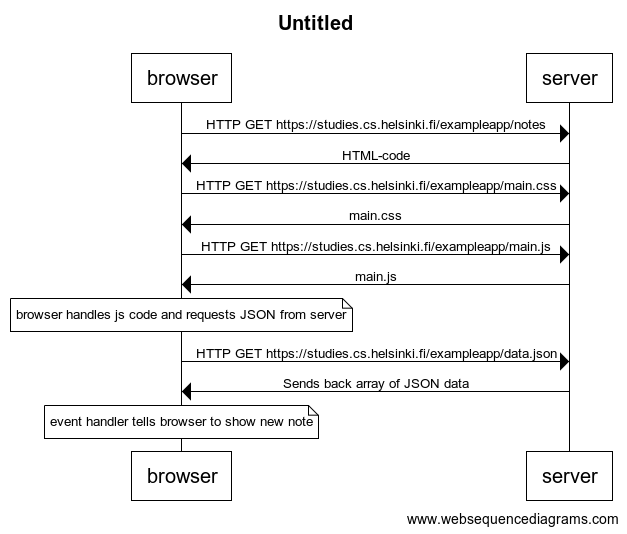 Untitled
browser
server
HTTP GET https://studies.cs.helsinki.fi/exampleapp/notes
HTML-code
HTTP GET https://studies.cs.helsinki.fi/exampleapp/main.css
main.css
HTTP GET https://studies.cs.helsinki.fi/exampleapp/main.js
main.js
browser handles js code and requests JSON from server
HTTP GET https://studies.cs.helsinki.fi/exampleapp/data.json
Sends back array of JSON data
event handler tells browser to show new note
browser
server
www.websequencediagrams.com